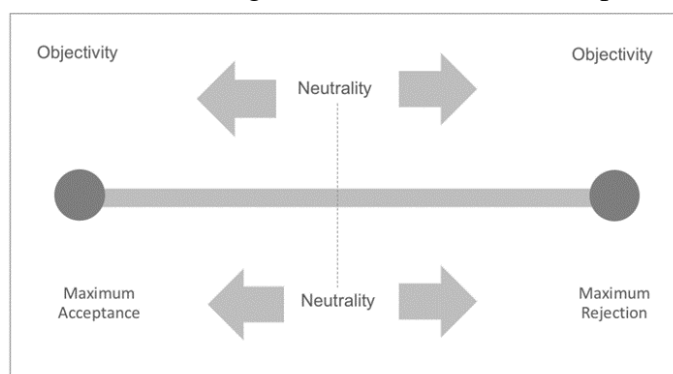 Objectivity
Objectivity
Neutrality
Neutrality
Maximum
Acceptance
Maximum
Rejection